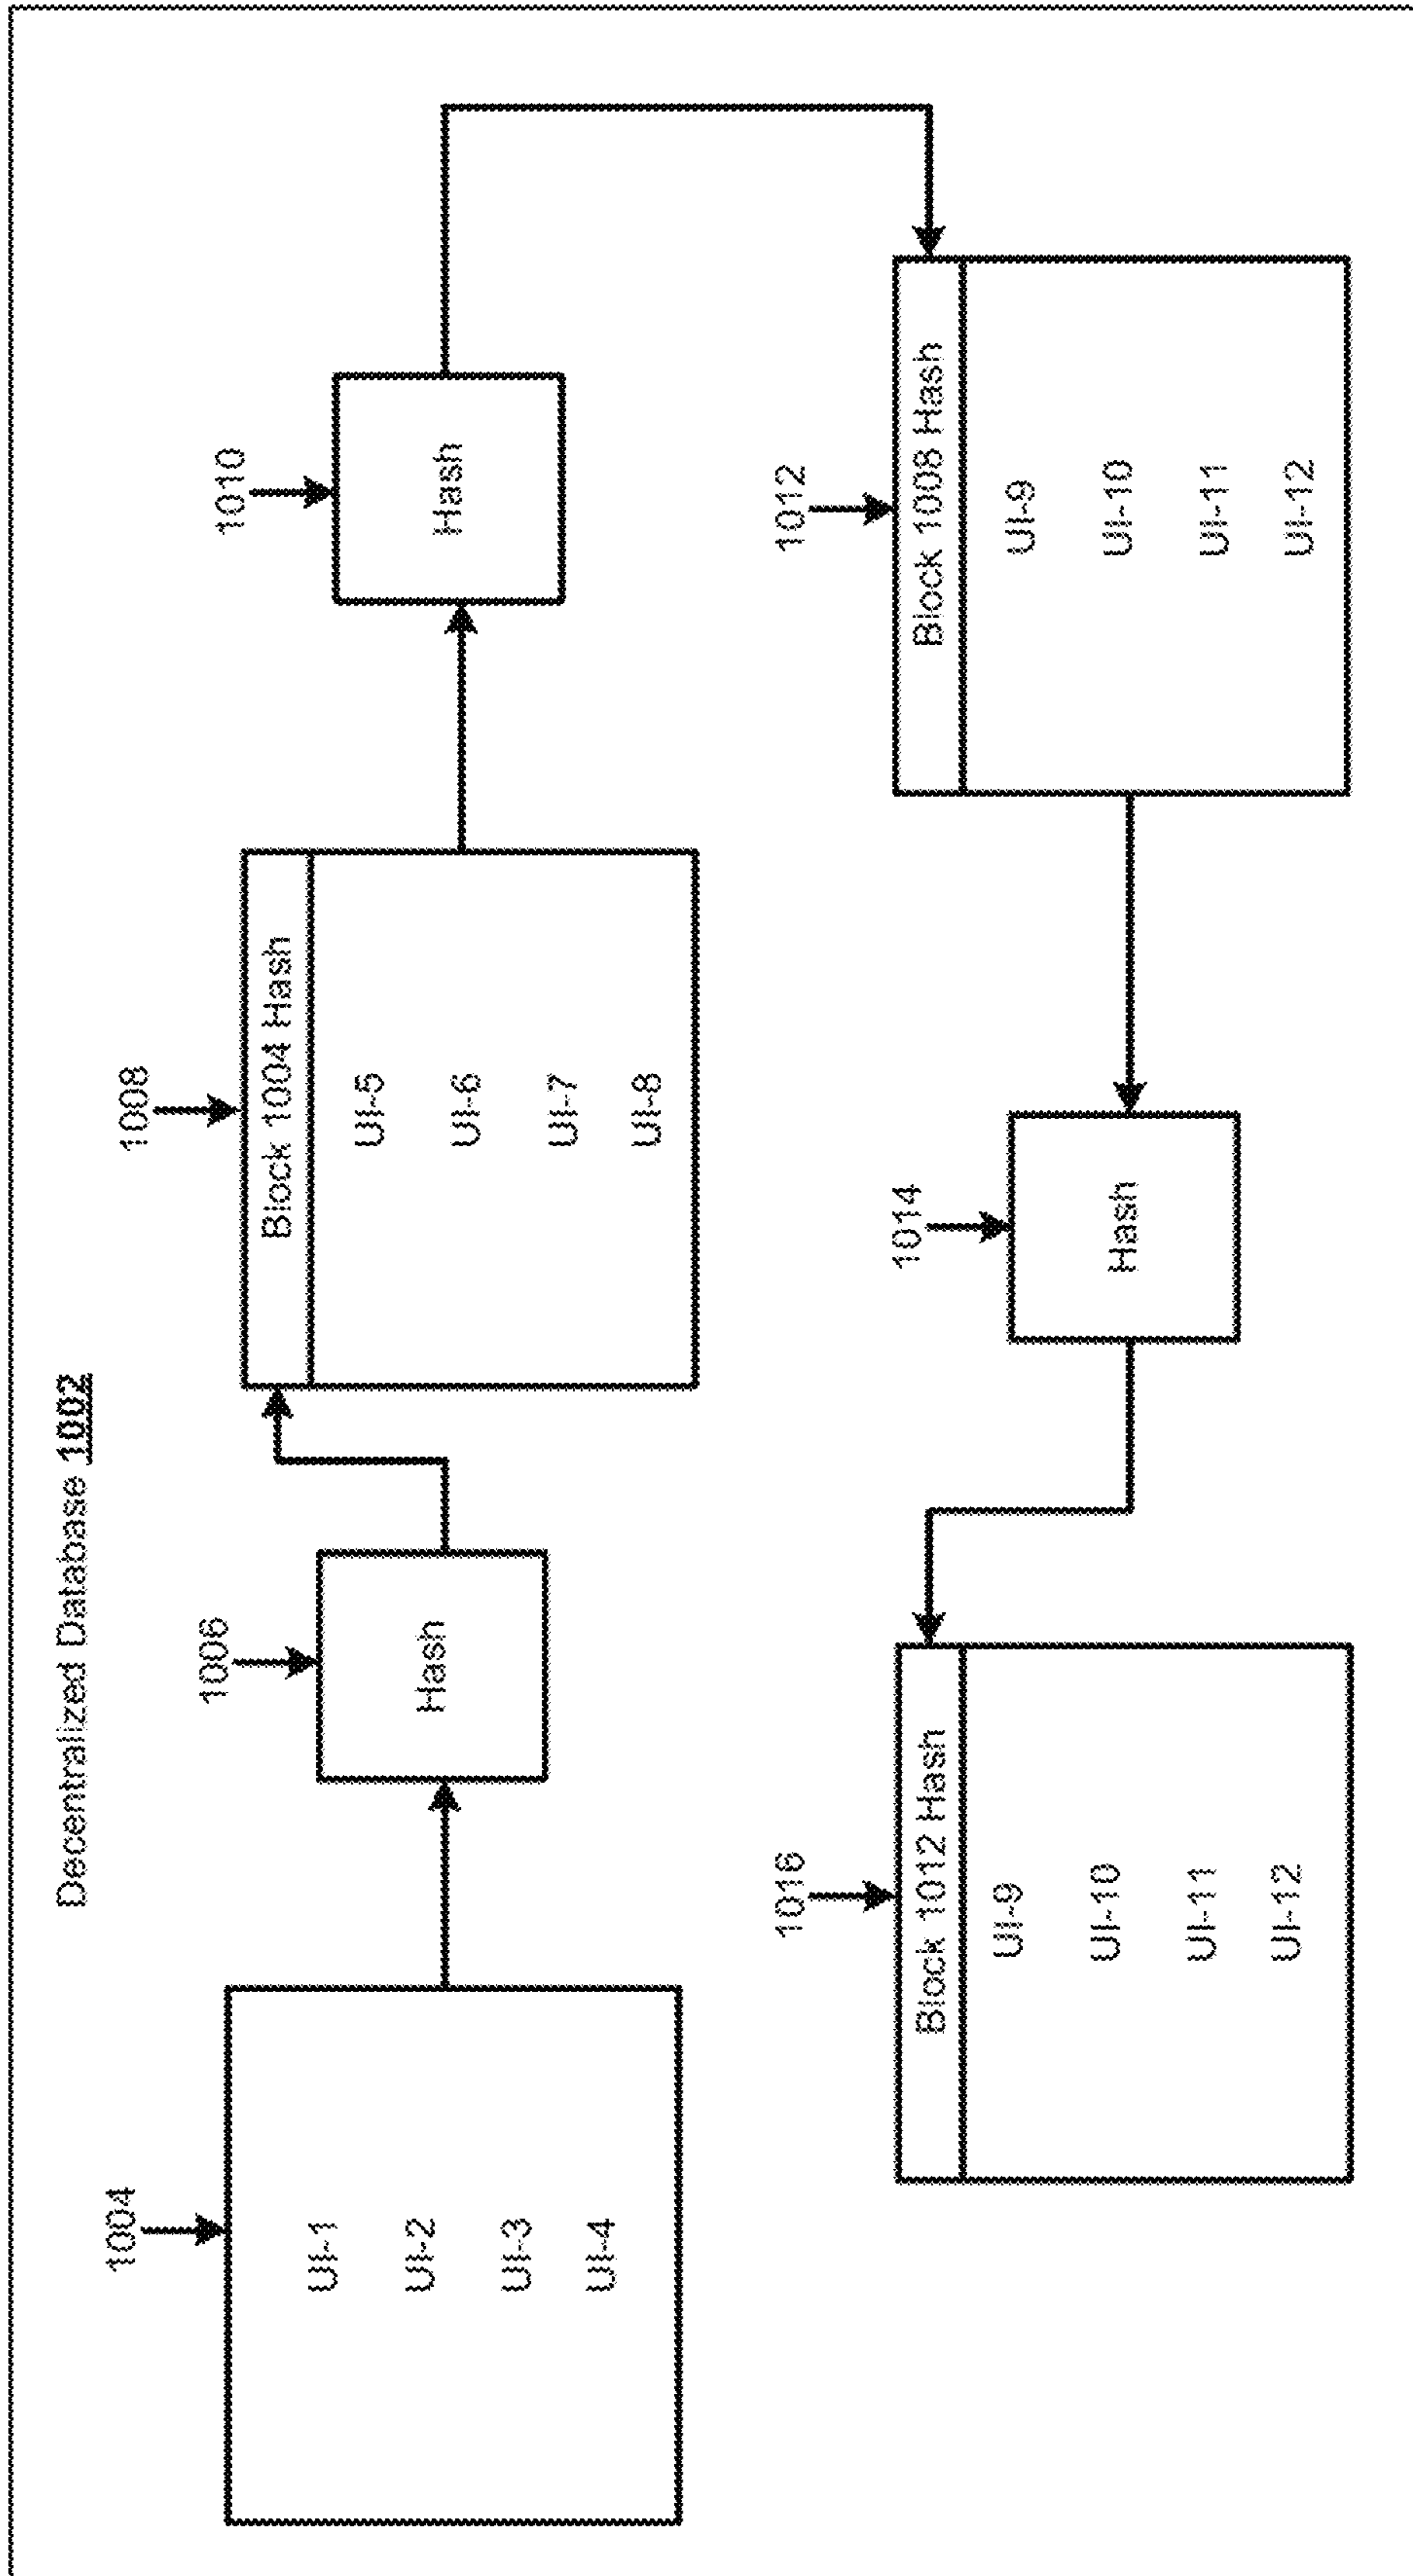 Decentralized Database 1002
1004
UI-1
UI-2
UI-3
UI-4
1006
Hash
1008
Block 1004 Hash
UI-5
UI-6
UI-7
UI-8
1010
Hash
1012
Block 1008 Hash
UI-9
UI-10
UI-11
UI-12
1014
Hash
1016
Block 1012 Hash
UI-9
UI-10
UI-11
UI-12